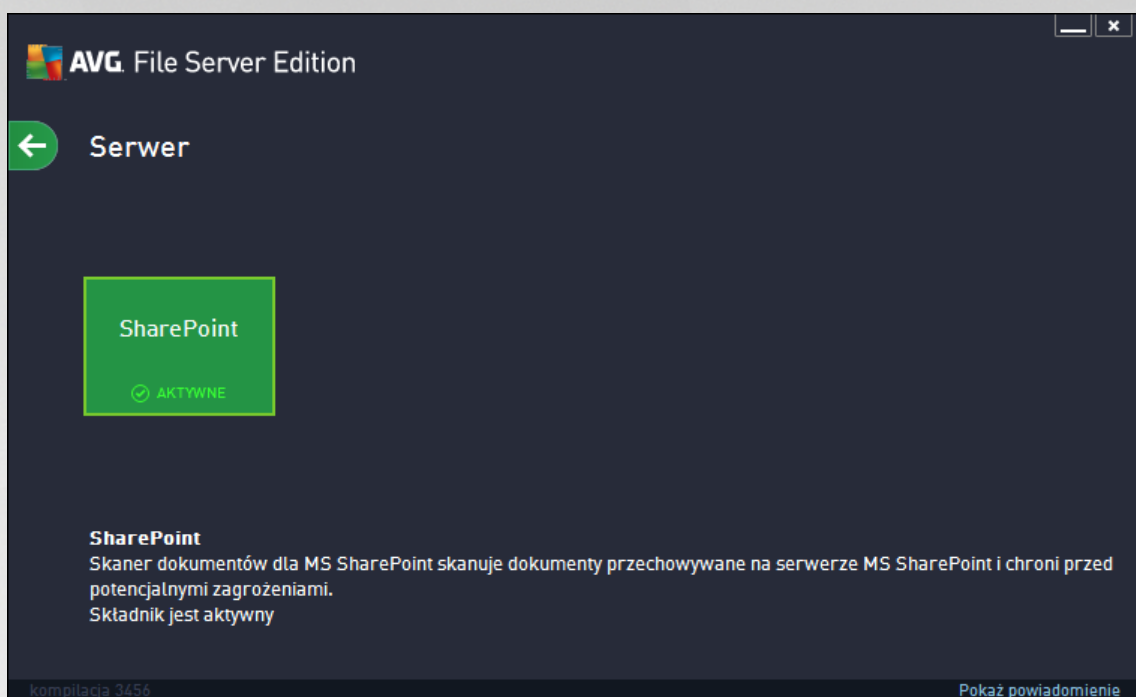 AVG. File Server Edition
Serwer
SharePoint
AKTYWNE
SharePoint
Skaner dokumentów dla MS SharePoint skanuje dokumenty przechowywane na serwerze MS SharePoint i chroni przed
potencjalnymi zagrożeniami.
Składnik jest aktywny
kompilacja 3456
Pokaż powiadomienie